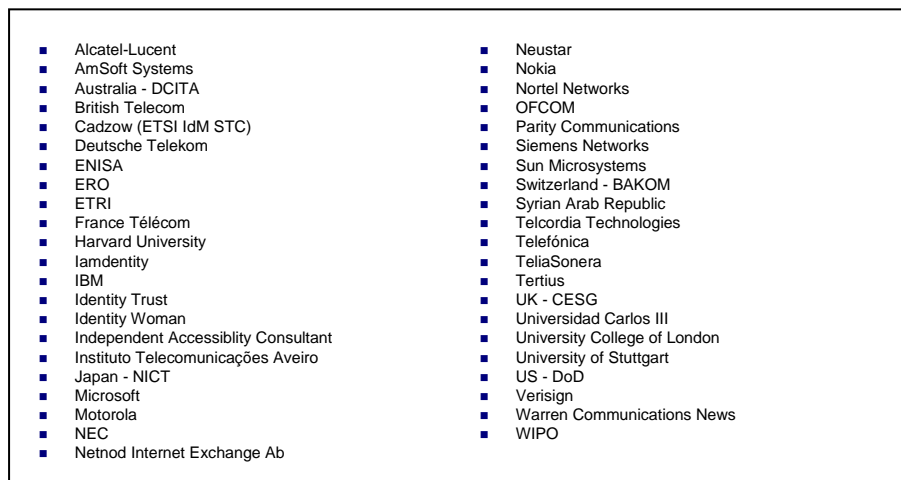 Alcatel-Lucent
AmSoft Systems
Australia - DCITA
British Telecom
Cadzow (ETSI IdM STC)
Deutsche Telekom
ENISA
ERO
ETRI
France Télécom
Harvard University
Iamdentity
IBM
Identity Trust
Identity Woman
Independent Accessiblity Consultant
Instituto Telecomunicações Aveiro
Japan - NICT
Microsoft
Motorola
NEC
Netnod Internet Exchange Ab
Neustar
Nokia
Nortel Networks
OFCOM
Parity Communications
Siemens Networks
Sun Microsystems
Switzerland - BAKOM
Syrian Arab Republic
Telcordia Technologies
Telefónica
TeliaSonera
Tertius
UK - CESG
Universidad Carlos III
University College of London
University of Stuttgart
US - DoD
Verisign
Warren Communications News
WIPO